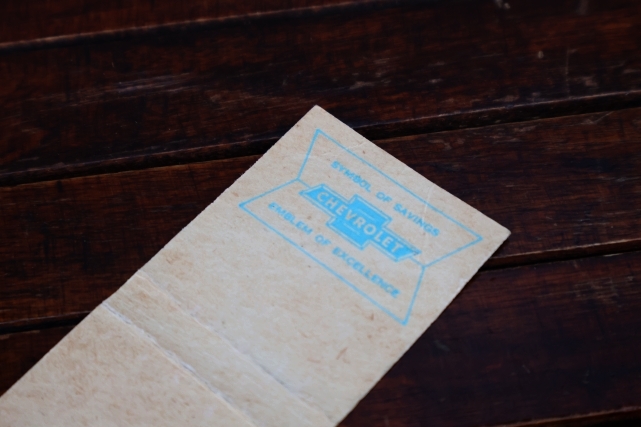 SYMBOL OF SAVINGS
CHEVROLET
EMBLEM OF EXCELLENCE